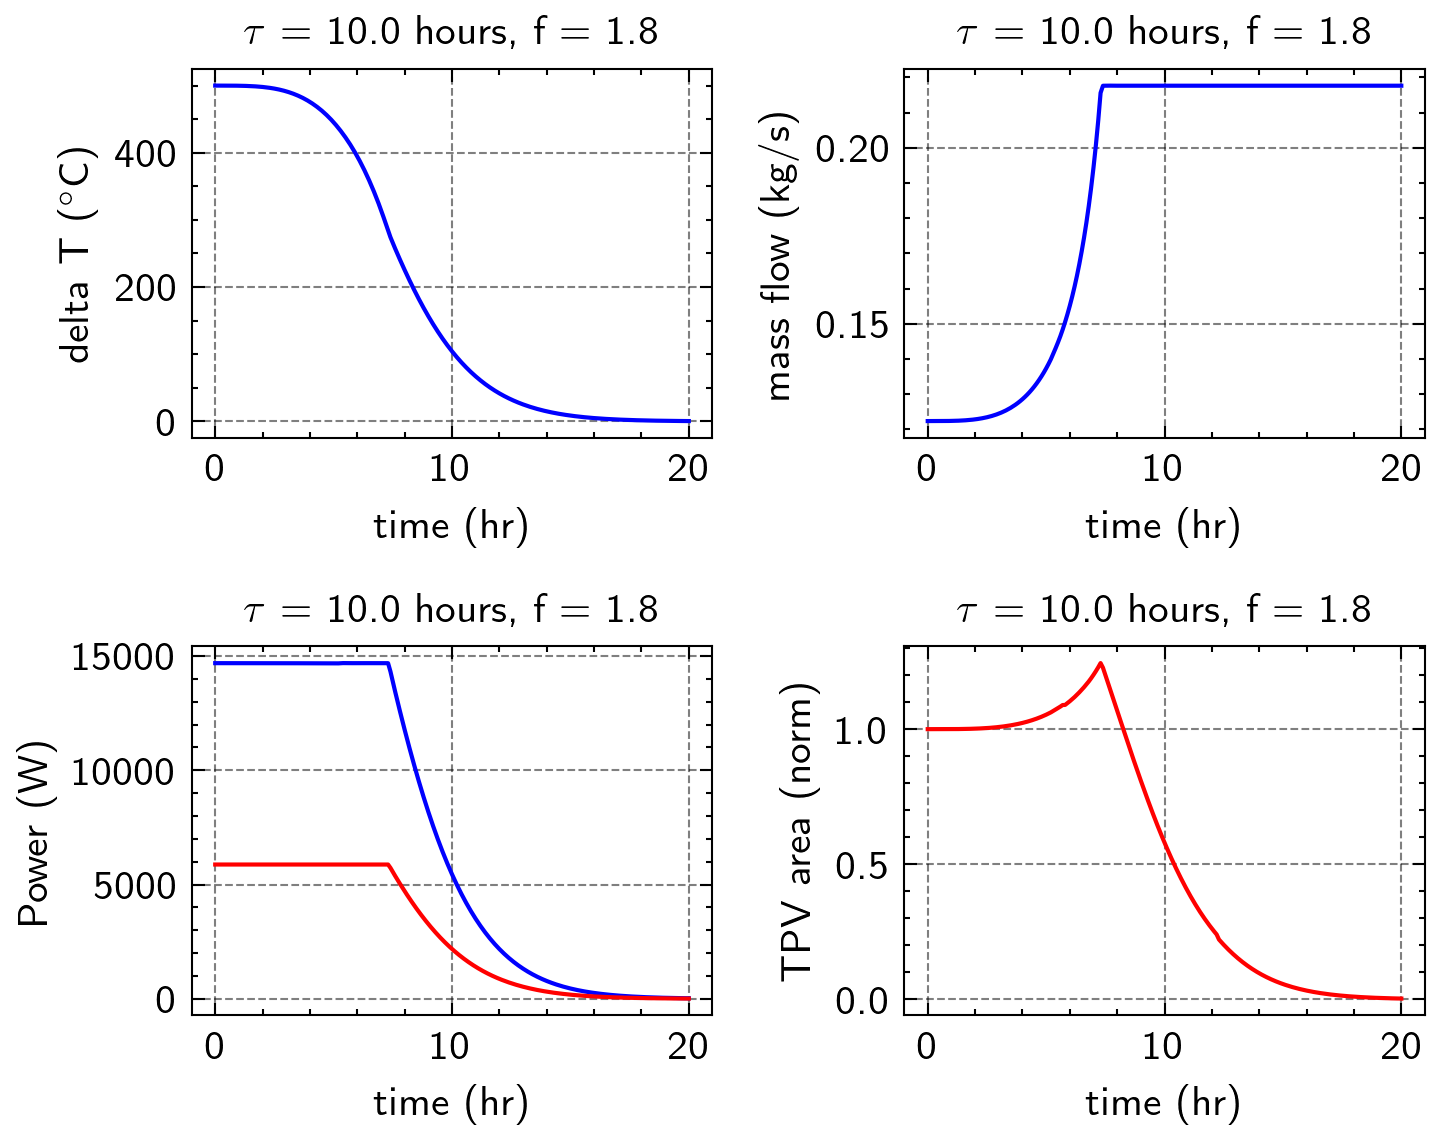 τ = 10.0 hours, f = 1.8
delta T (°C)
400
200
0
0 10 20
time (hr)
τ = 10.0 hours, f = 1.8
mass flow (kg/s)
0.20
0.15
0 10 20
time (hr)
τ = 10.0 hours, f = 1.8
Power (W)
15000
10000
5000
0
0 10 20
time (hr)
τ = 10.0 hours, f = 1.8
TPV area (norm)
1.0
0.5
0.0
0 10 20
time (hr)